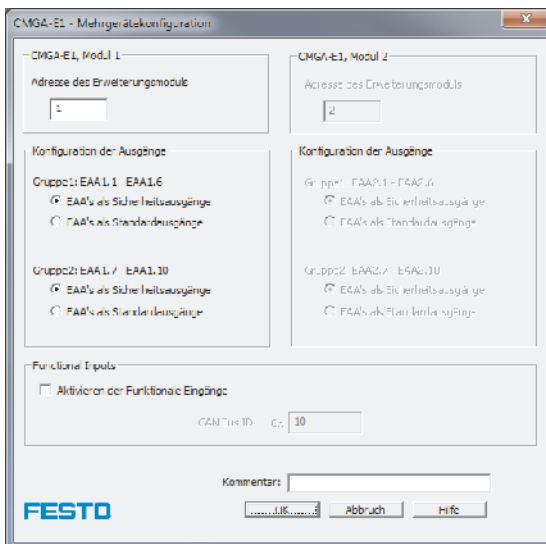 CMGA-E1 - Mehrgerätekonfiguration
CMGA-E1, Modul 1
Adresse des Erweiterungsmoduls
1
CMGA-E1, Modul 2
Adresse des Erweiterungsmoduls
2
Konfiguration der Ausgänge
Gruppe1: EAA1.1 - EAA1.6
EAA's als Sicherheitsausgänge
EAA's als Standardausgänge
Gruppe2: EAA1.7 - EAA1.10
EAA's als Sicherheitsausgänge
EAA's als Standardausgänge
Konfiguration der Ausgänge
Gruppe1: EAA2.1 - EAA2.6
EAA's als Sicherheitsausgänge
EAA's als Standardausgänge
Gruppe2: EAA2.7 - EAA2.10
EAA's als Sicherheitsausgänge
EAA's als Standardausgänge
Functional Inputs
Aktivieren der Funktionale Eingänge
CAN Bus ID 10
Kommentar:
FESTO
OK
Abbruch
Hilfe